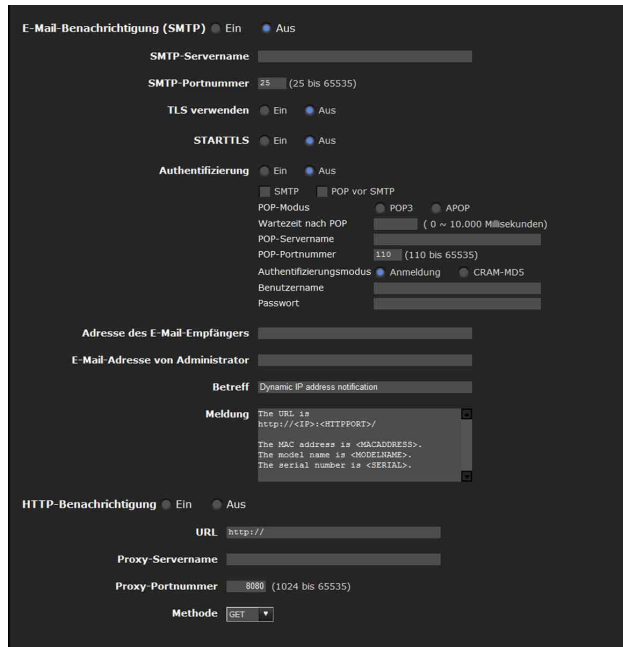 E-Mail-Benachrichtigung (SMTP) Ein Aus
SMTP-Servername
SMTP-Portnummer 25 (25 bis 65535)
TLS verwenden Ein Aus
STARTTLS Ein Aus
Authentifizierung Ein Aus
SMTP POP vor SMTP
POP-Modus POP3 APOP
Wartezeit nach POP ( 0 ~ 10.000 Millisekunden)
POP-Servername
POP-Portnummer 110 (110 bis 65535)
Authentifizierungsmodus Anmeldung CRAM-MD5
Benutzername
Passwort
Adresse des E-Mail-Empfängers
E-Mail-Adresse von Administrator
Betreff Dynamic IP address notification
Meldung The URL is
http://<IP>:<HTTPPORT>/
The MAC address is <MACADDRESS>.
The model name is <MODELNAME>.
The serial number is <SERIAL>.
HTTP-Benachrichtigung Ein Aus
URL http://
Proxy-Servername
Proxy-Portnummer 8080 (1024 bis 65535)
Methode GET